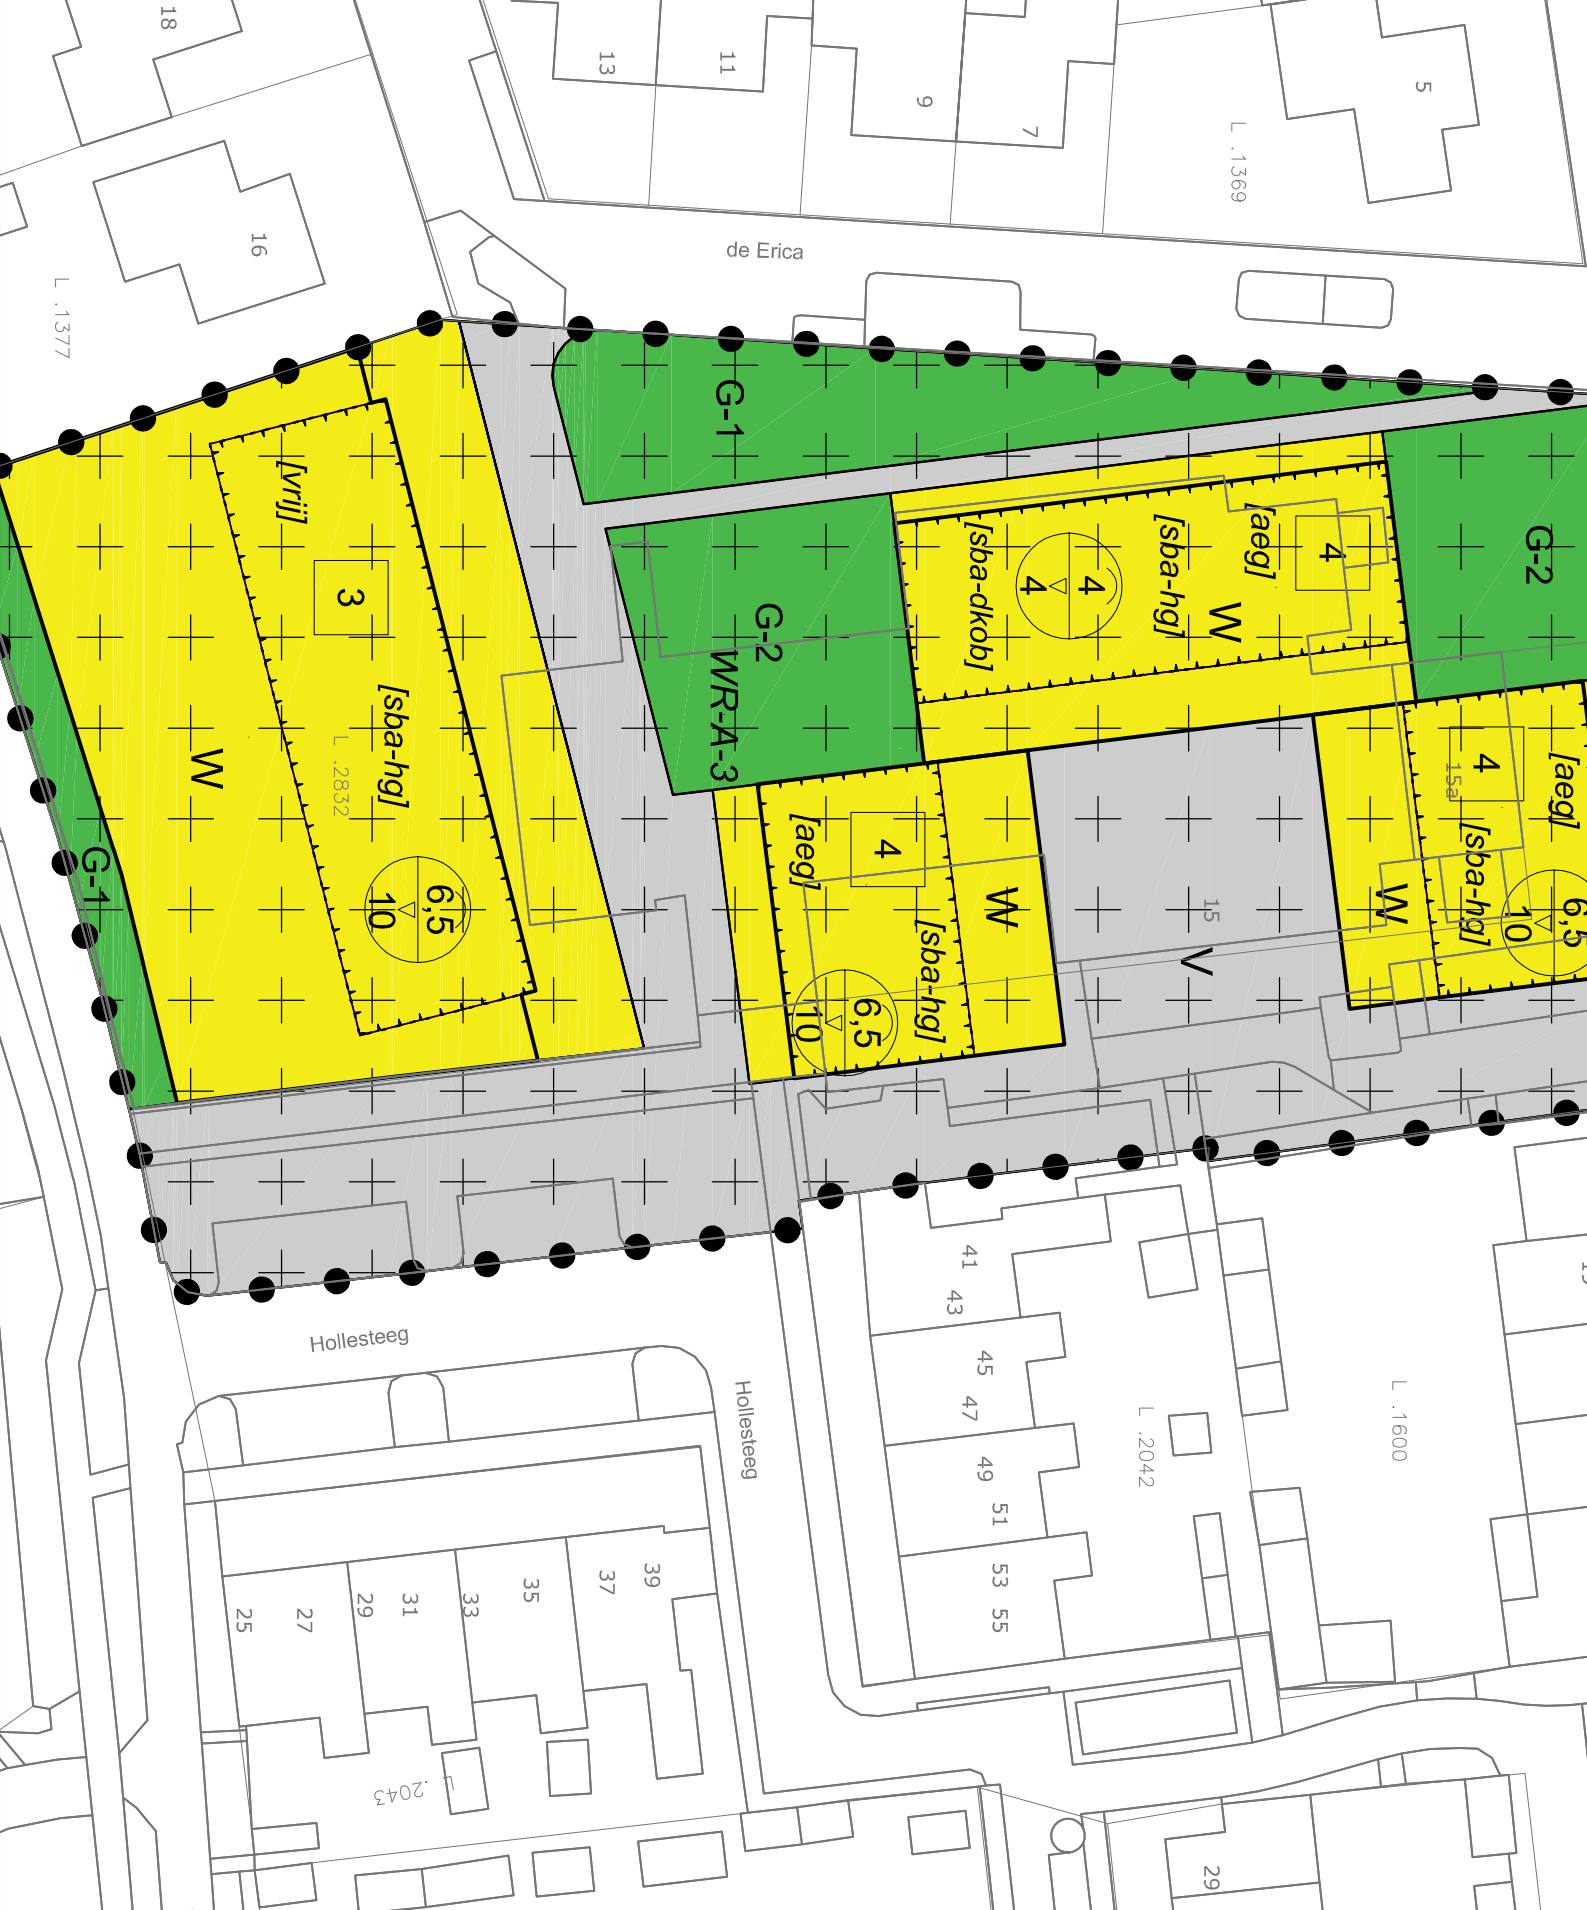 18
13
11
9
7
5
L .1369
16
L .1377
de Erica
G-1
[vrij]
3
[sba-hg]
L .2832
W
6,5
10
G-1
G-2
WR-A-3
[sba-dkob]
4
4
[sba-hg]
[aeg]
4
W
G-2
[aeg]
4
[sba-hg]
W
6,5
10
15
V
15a
4
[aeg]
[sba-hg]
W
6,5
10
Hollesteeg
Hollesteeg
41
43
45
47
49
51
53
55
L .2042
L .1600
25
27
29
31
33
35
37
39
L .2043
29